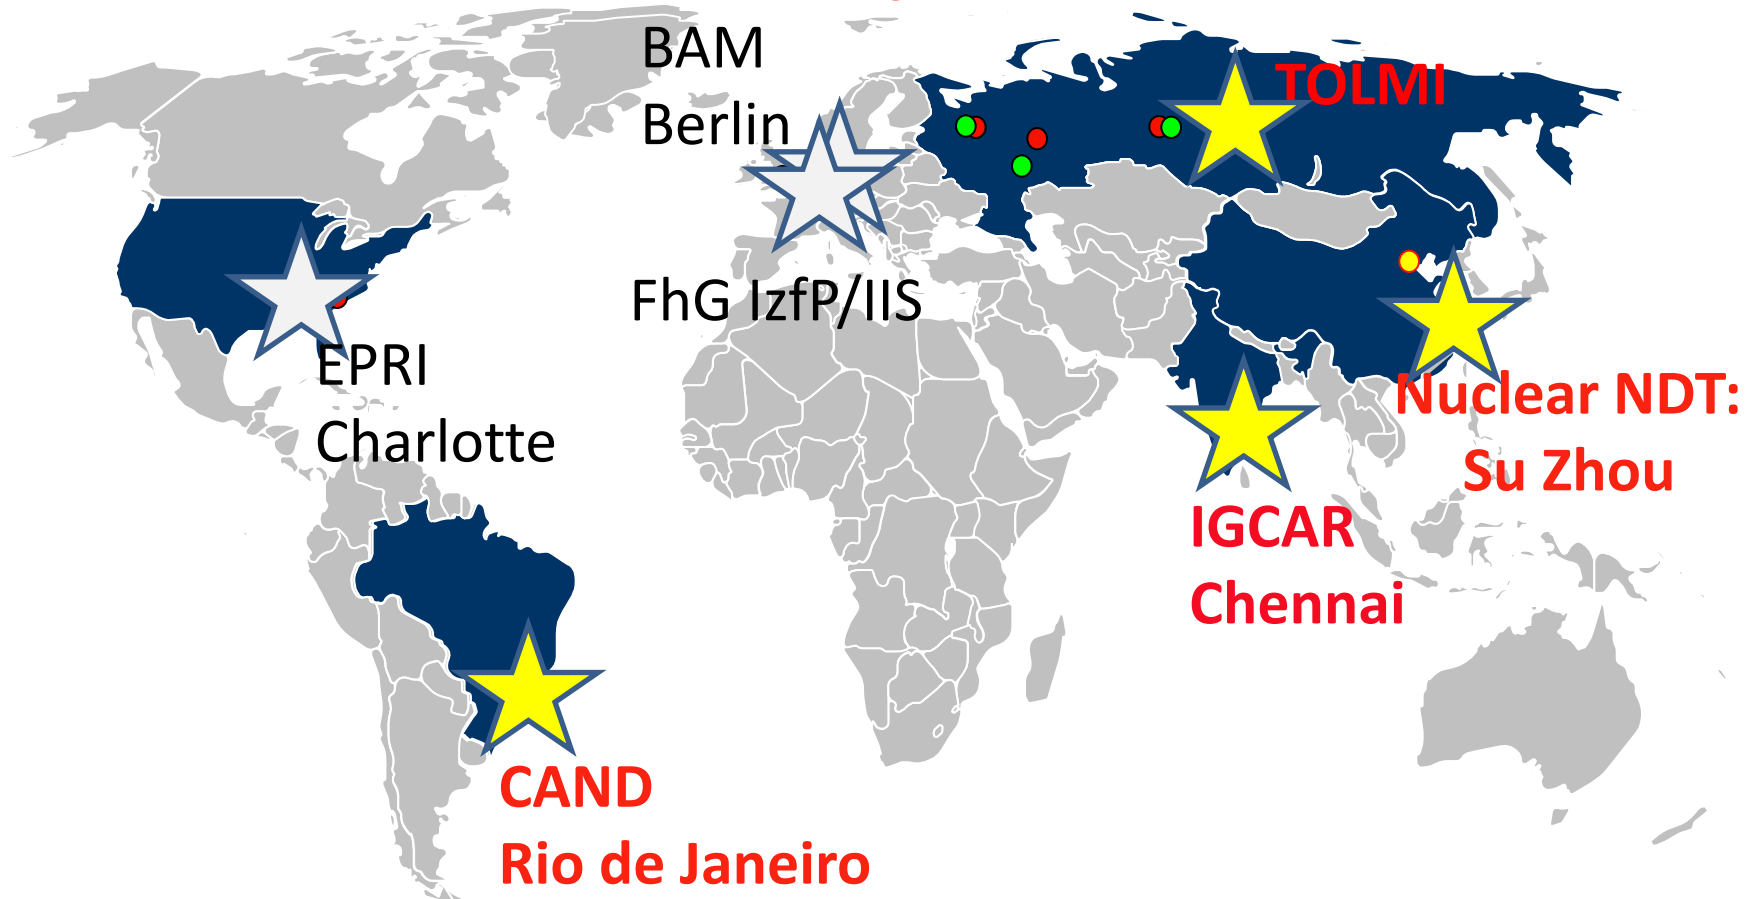 BAM
Berlin
TOLMI
FhG IzfP/IIS
EPRI
Charlotte
Nuclear NDT:
Su Zhou
IGCAR
Chennai
CAND
Rio de Janeiro